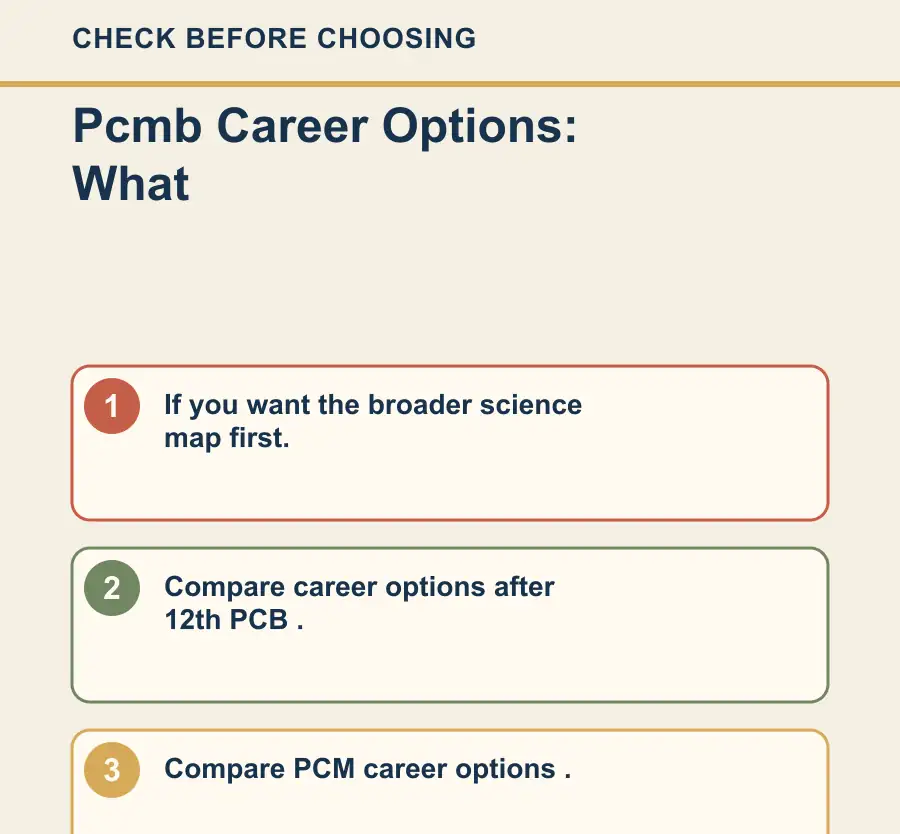 CHECK BEFORE CHOOSING
Pcmb Career Options:
What
1
If you want the broader science
map first.
2
Compare career options after
12th PCB .
3
Compare PCM career options .